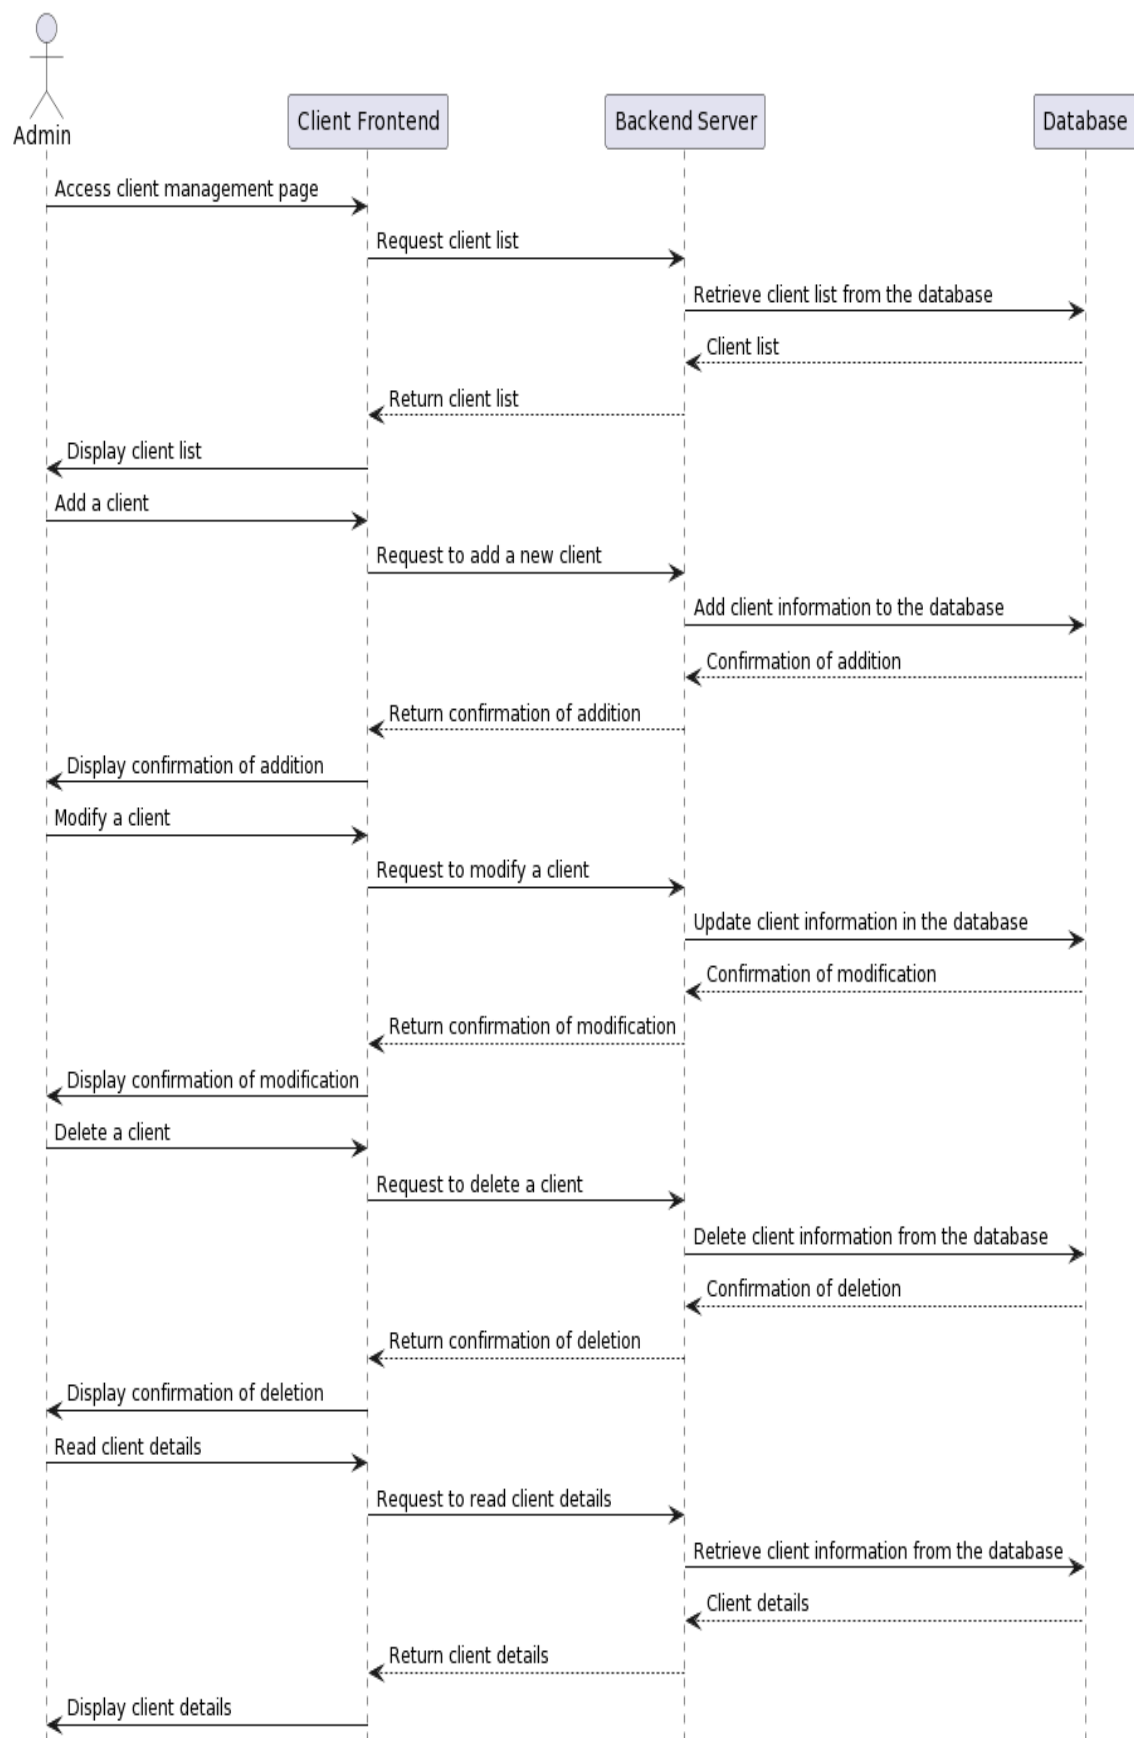 Admin
Client Frontend
Backend Server
Database
Access client management page
Request client list
Retrieve client list from the database
Client list
Return client list
Display client list
Add a client
Request to add a new client
Add client information to the database
Confirmation of addition
Return confirmation of addition
Display confirmation of addition
Modify a client
Request to modify a client
Update client information in the database
Confirmation of modification
Return confirmation of modification
Display confirmation of modification
Delete a client
Request to delete a client
Delete client information from the database
Confirmation of deletion
Return confirmation of deletion
Display confirmation of deletion
Read client details
Request to read client details
Retrieve client information from the database
Client details
Return client details
Display client details